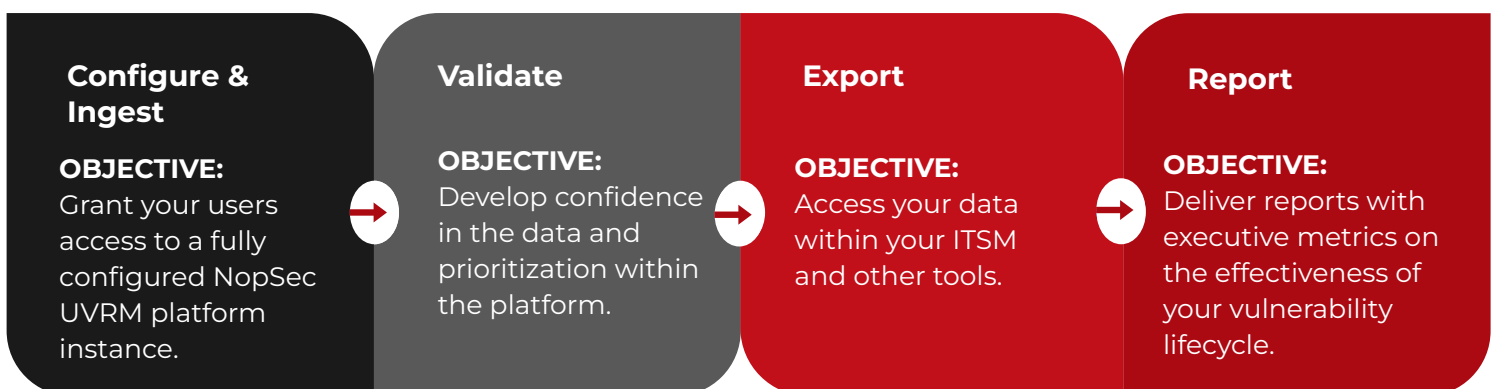 Configure &
Ingest
OBJECTIVE:
Grant your users
access to a fully
configured NopSec
UVRM platform
instance.
Validate
OBJECTIVE:
Develop confidence
in the data and
prioritization within
the platform.
Export
OBJECTIVE:
Access your data
within your ITSM
and other tools.
Report
OBJECTIVE:
Deliver reports with
executive metrics on
the effectiveness of
your vulnerability
lifecycle.